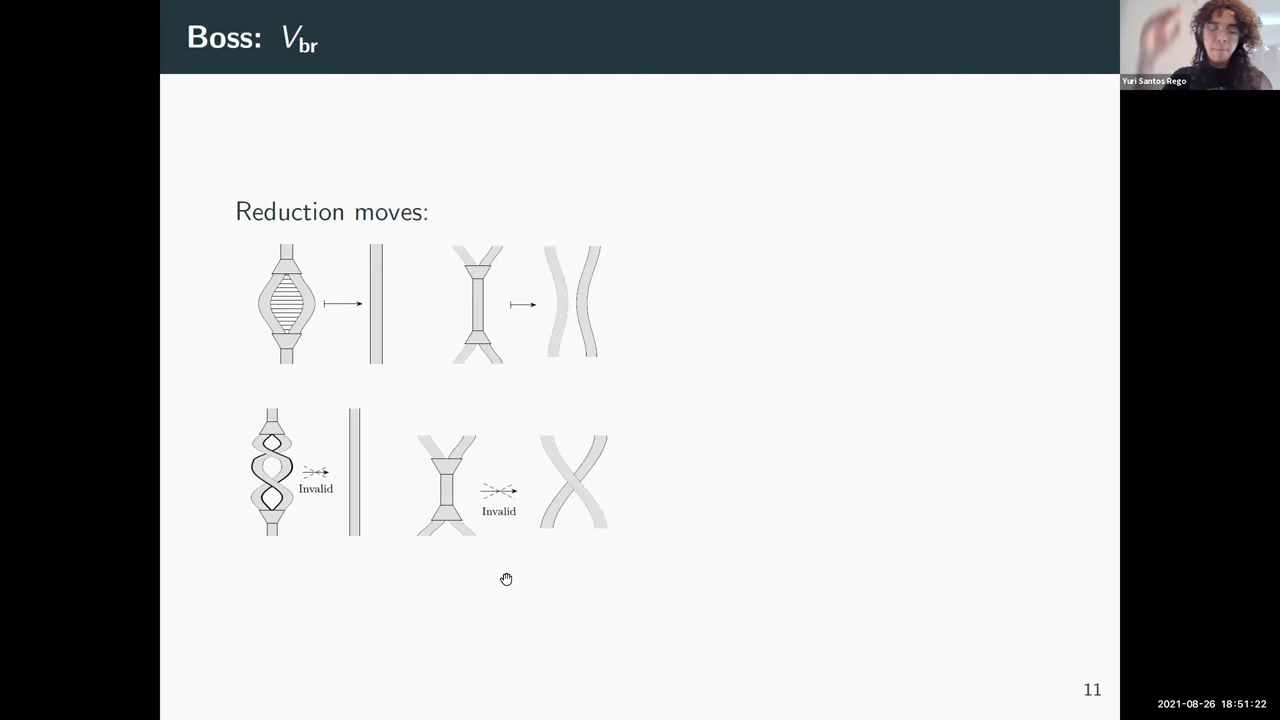 Boss: Vbr
Yuri Santos Rego
Reduction moves:
Invalid
Invalid
11
2021-08-26 18:51:22